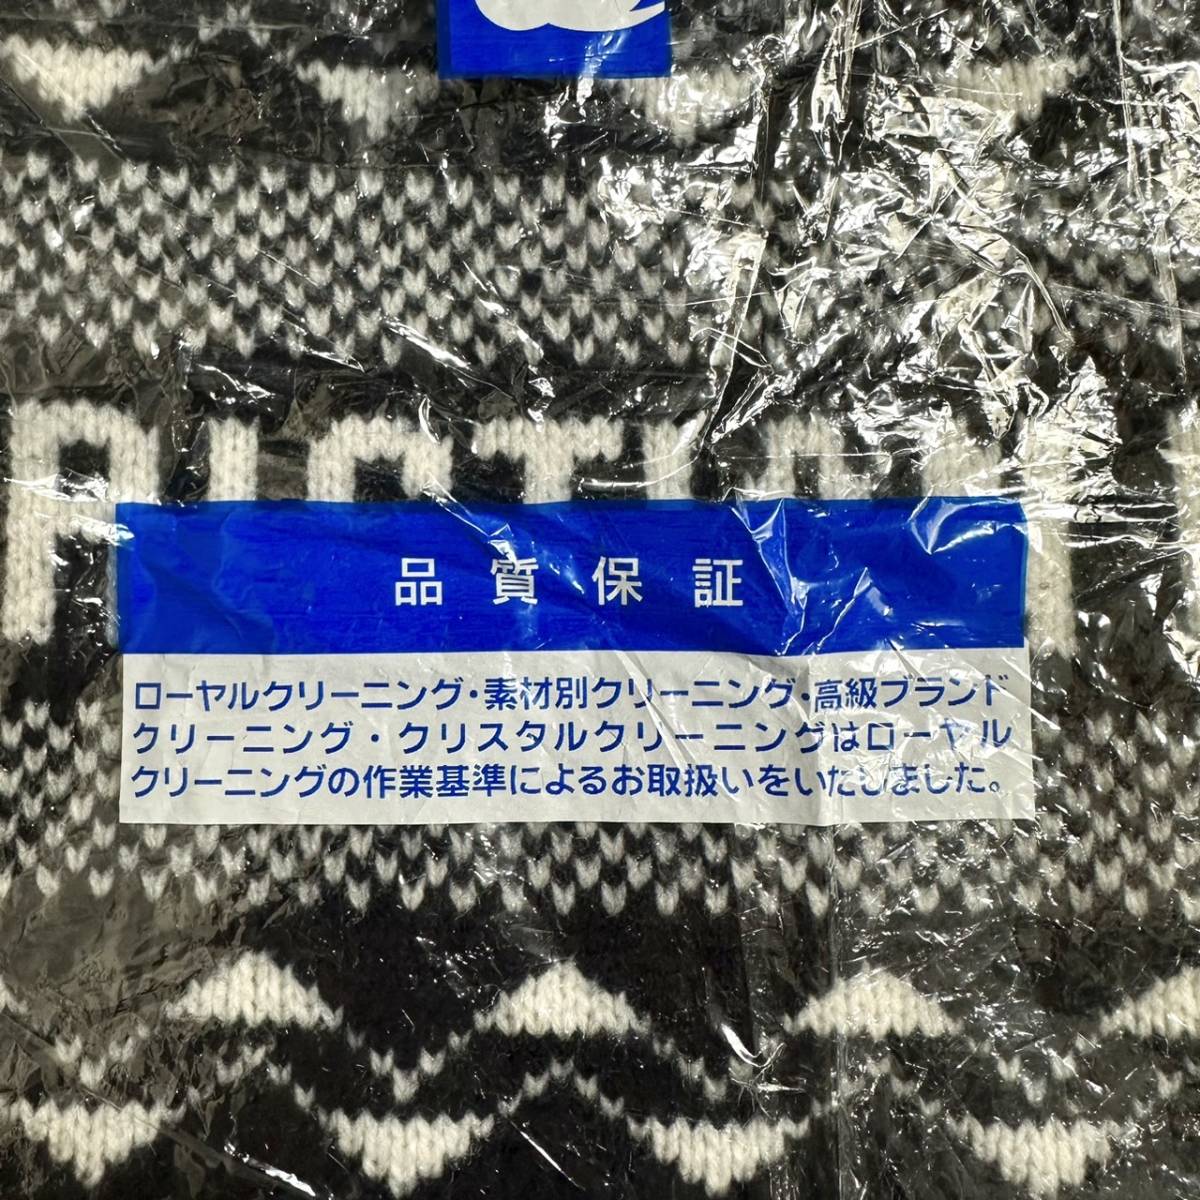 品質保証
ローヤルクリーニング・素材別クリーニング・高級ブランド
クリーニング・クリスタルクリーニングはローヤル
クリーニングの作業基準によるお取扱いをいたしました。